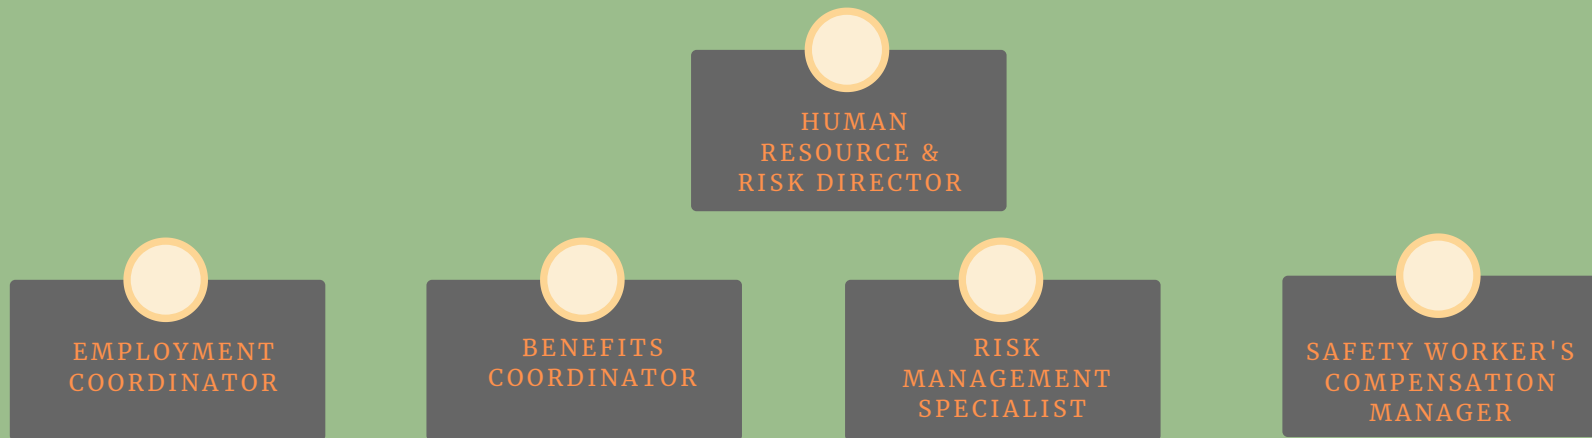 HUMAN
RESOURCE &
RISK DIRECTOR
EMPLOYMENT
COORDINATOR
BENEFITS
COORDINATOR
RISK
MANAGEMENT
SPECIALIST
SAFETY WORKER'S
COMPENSATION
MANAGER